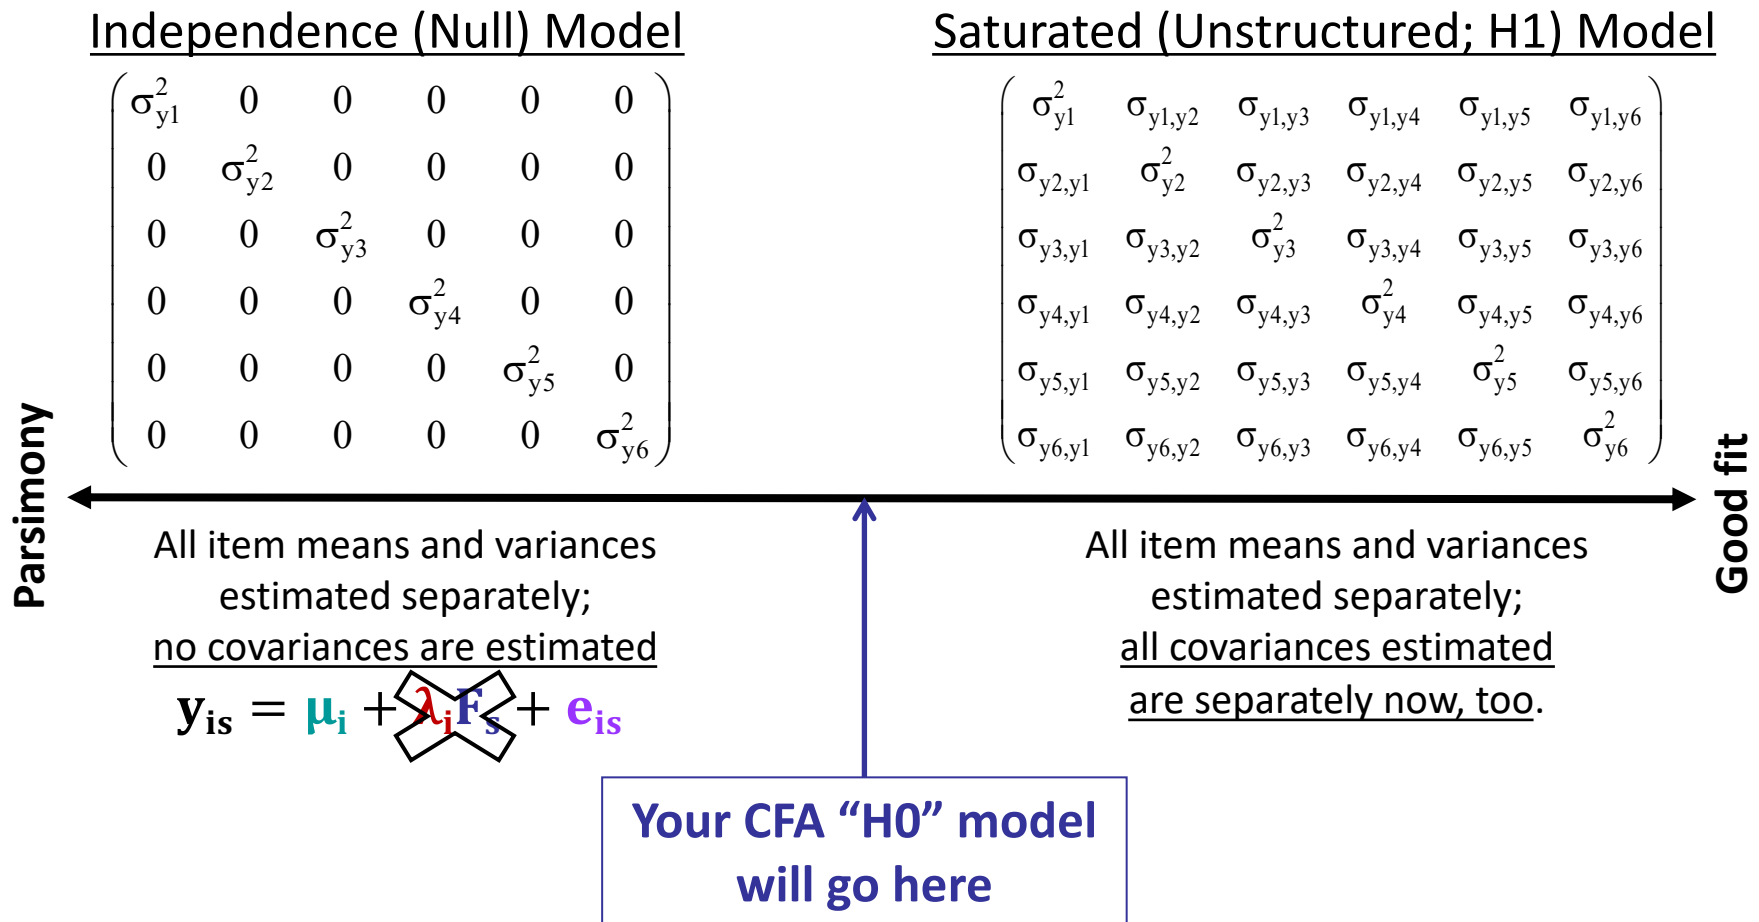 Independence (Null) Model
σ²y1 0 0 0 0 0
0 σ²y2 0 0 0 0
0 0 σ²y3 0 0 0
0 0 0 σ²y4 0 0
0 0 0 0 σ²y5 0
0 0 0 0 0 σ²y6
Saturated (Unstructured; H1) Model
σ²y1 σy1,y2 σy1,y3 σy1,y4 σy1,y5 σy1,y6
σy2,y1 σ²y2 σy2,y3 σy2,y4 σy2,y5 σy2,y6
σy3,y1 σy3,y2 σ²y3 σy3,y4 σy3,y5 σy3,y6
σy4,y1 σy4,y2 σy4,y3 σ²y4 σy4,y5 σy4,y6
σy5,y1 σy5,y2 σy5,y3 σy5,y4 σ²y5 σy5,y6
σy6,y1 σy6,y2 σy6,y3 σy6,y4 σy6,y5 σ²y6
Parsimony
Good fit
All item means and variances
estimated separately;
no covariances are estimated
yis = μi + λiFs + eis
All item means and variances
estimated separately;
all covariances estimated
are separately now, too.
Your CFA “H0” model
will go here